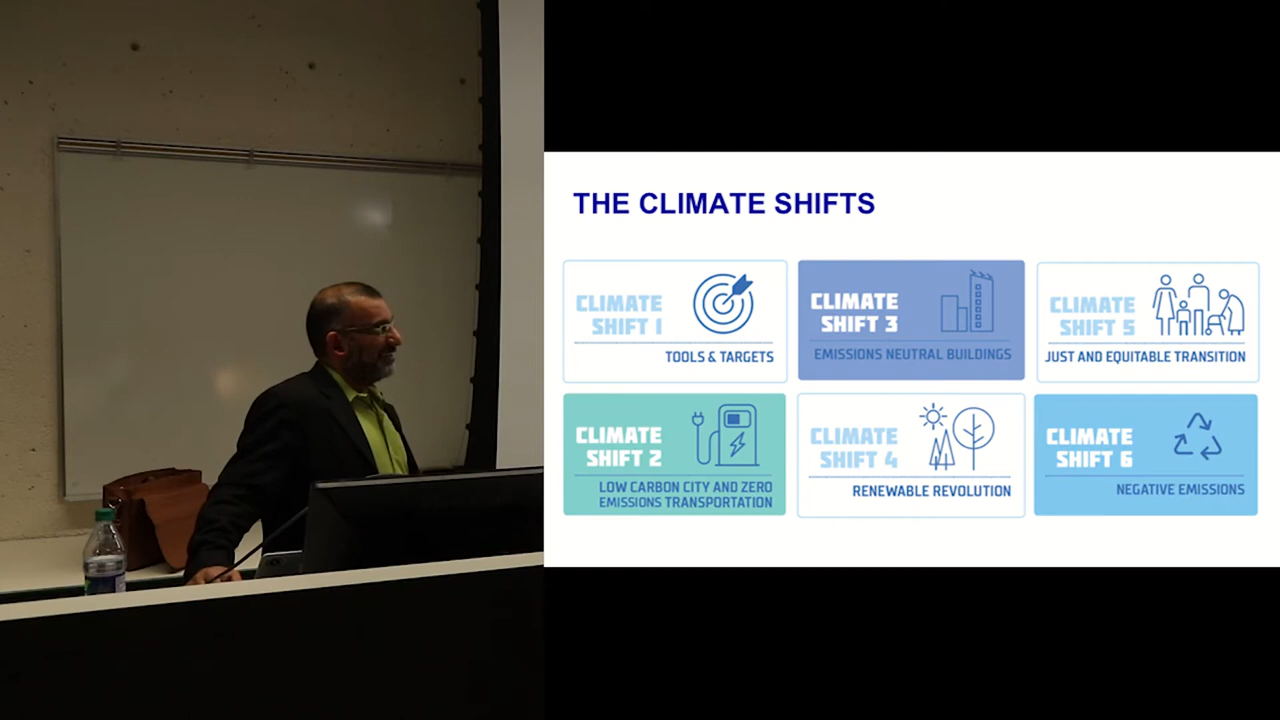 THE CLIMATE SHIFTS
CLIMATE
SHIFT 1
TOOLS & TARGETS
CLIMATE
SHIFT 3
EMISSIONS NEUTRAL BUILDINGS
CLIMATE
SHIFT 5
JUST AND EQUITABLE TRANSITION
CLIMATE
SHIFT 2
LOW CARBON CITY AND ZERO
EMISSIONS TRANSPORTATION
CLIMATE
SHIFT 4
RENEWABLE REVOLUTION
CLIMATE
SHIFT 6
NEGATIVE EMISSIONS